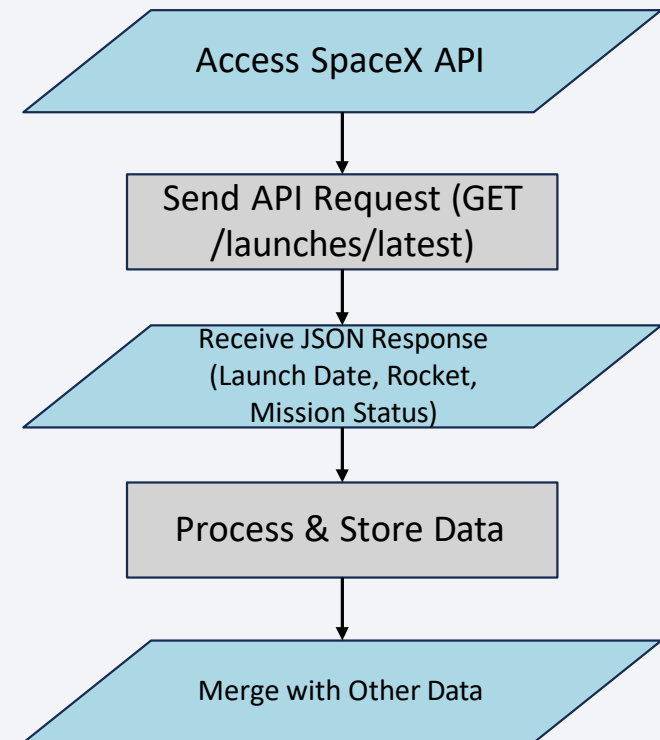 Access SpaceX API
Send API Request (GET
/launches/latest)
Receive JSON Response
(Launch Date, Rocket,
Mission Status)
Process & Store Data
Merge with Other Data